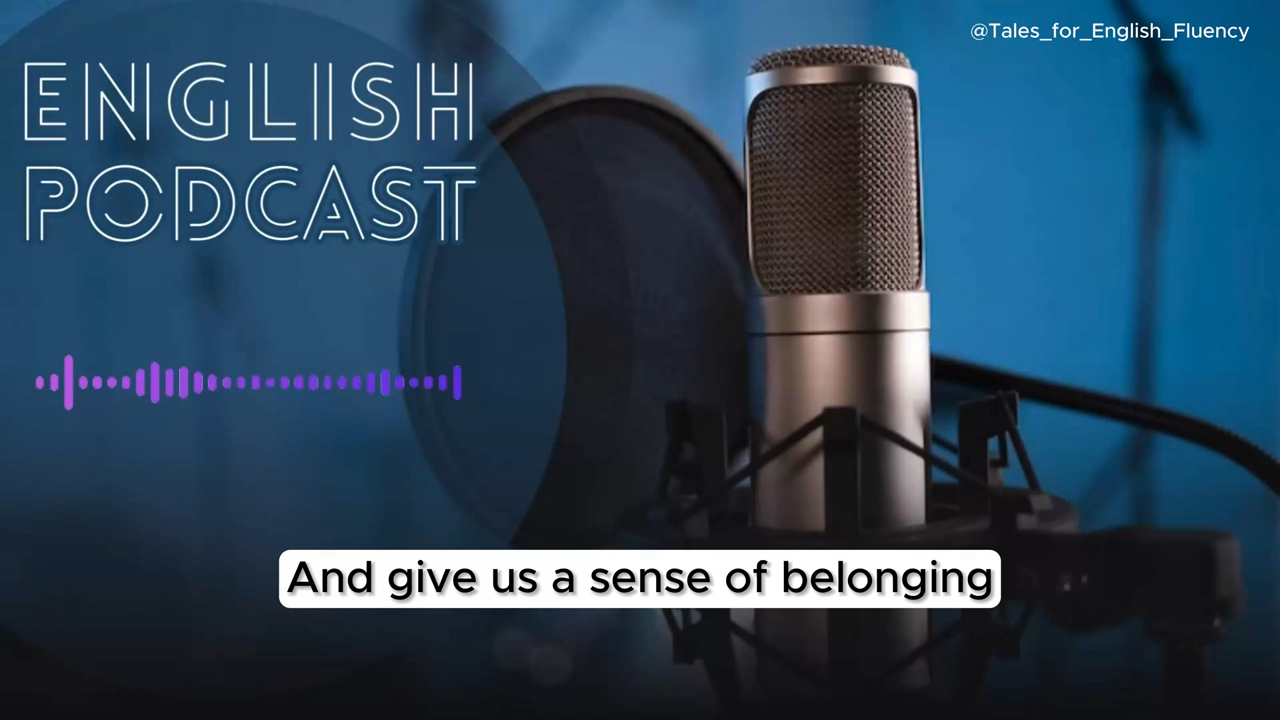 @Tales_for_English_Fluency
ENGLISH
PODCAST
And give us a sense of belonging